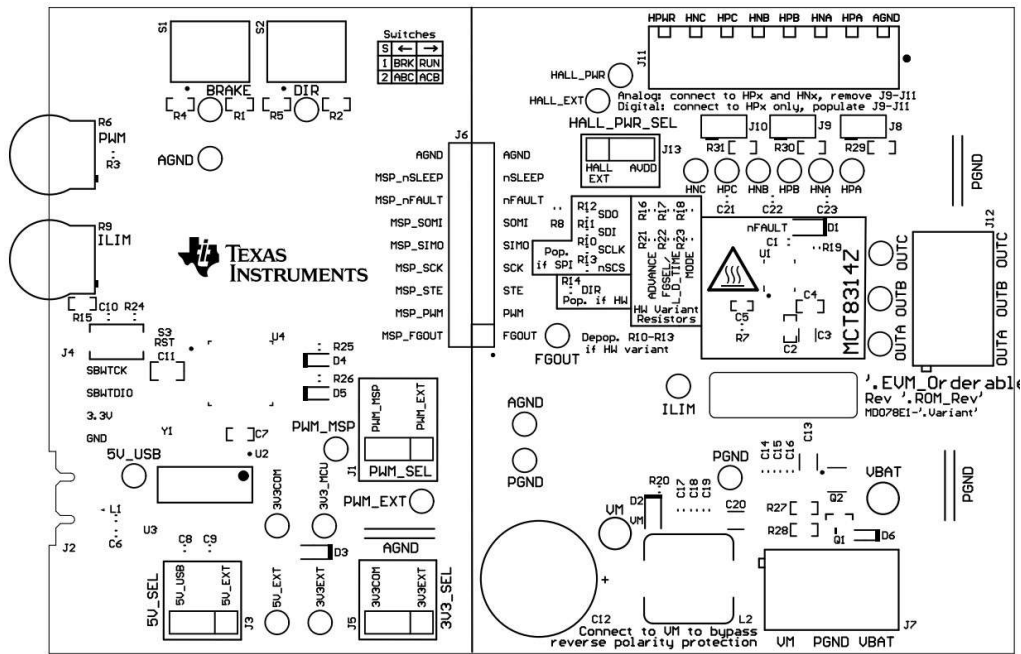 S1
S2
Switches
S ← →
1 BRK RUN
2 ABC ACB
HPWR HNC HPC HNB HPB HNA HPA AGND
J11
HALL_PWR
HALL_EXT
Analog: connect to HPx and HNx, remove J9-J11
Digital: connect to HPx only, populate J9-J11
BRAKE
DIR
R4
R1
R5
R2
R6
PWM
R3
AGND
HALL_PWR_SEL
J13
HALL
EXT
AVDD
J10
J9
J8
R31
R30
R29
HNC
HPC
HNB
HPB
HNA
HPA
C21
C22
C23
PGND
J6
AGND
MSP_nSLEEP
MSP_nFAULT
MSP_SOMI
MSP_SIMO
MSP_SCK
MSP_STE
MSP_PWM
MSP_FGOUT
AGND
nSLEEP
nFAULT
SOMI
SIMO
SCK
STE
PWM
FGOUT
R8
R12
SDO
R11
SDI
R10
SCLK
R13
nSCS
Pop.
if SPI
R14
DIR
Pop. if HW
R16
R17
R18
R21
R22
R23
ADVANCE
FGSEL/
L_D_TIME
MODE
HW Variant
Resistors
Depop. R10-R13
if HW variant
FGOUT
nFAULT
D1
C1
U1
R19
C5
R7
C4
C2
C3
MCT8314Z
OUTC
OUTB
OUTA
J12
OUTC
OUTB
OUTA
R9
ILIM
TEXAS
INSTRUMENTS
R15
C10
R24
J4
S3
RST
C11
SBWTCK
SBWTDIO
3.3V
GND
Y1
U4
R25
D4
R26
D5
C7
U2
5V_USB
PWM_MSP
J1
PWM_MSP
PWM_EXT
PWM_SEL
PWM_EXT
3V3COM
3V3_MCU
AGND
D3
L1
C6
U3
J2
C8
C9
5V_SEL
5V_USB
5V_EXT
J3
5V_EXT
3V3EXT
J5
3V3COM
3V3EXT
3V3_SEL
ILIM
'.EVM_Orderable
Rev '.ROM_Rev'
MD078E1-'.Variant'
AGND
PGND
PGND
C14
C15
C16
C13
VBAT
Q2
PGND
R20
D2
VM
VM
C17
C18
C19
C20
R27
R28
Q1
D6
+
C12
L2
Connect to VM to bypass
reverse polarity protection
J7
VM PGND VBAT